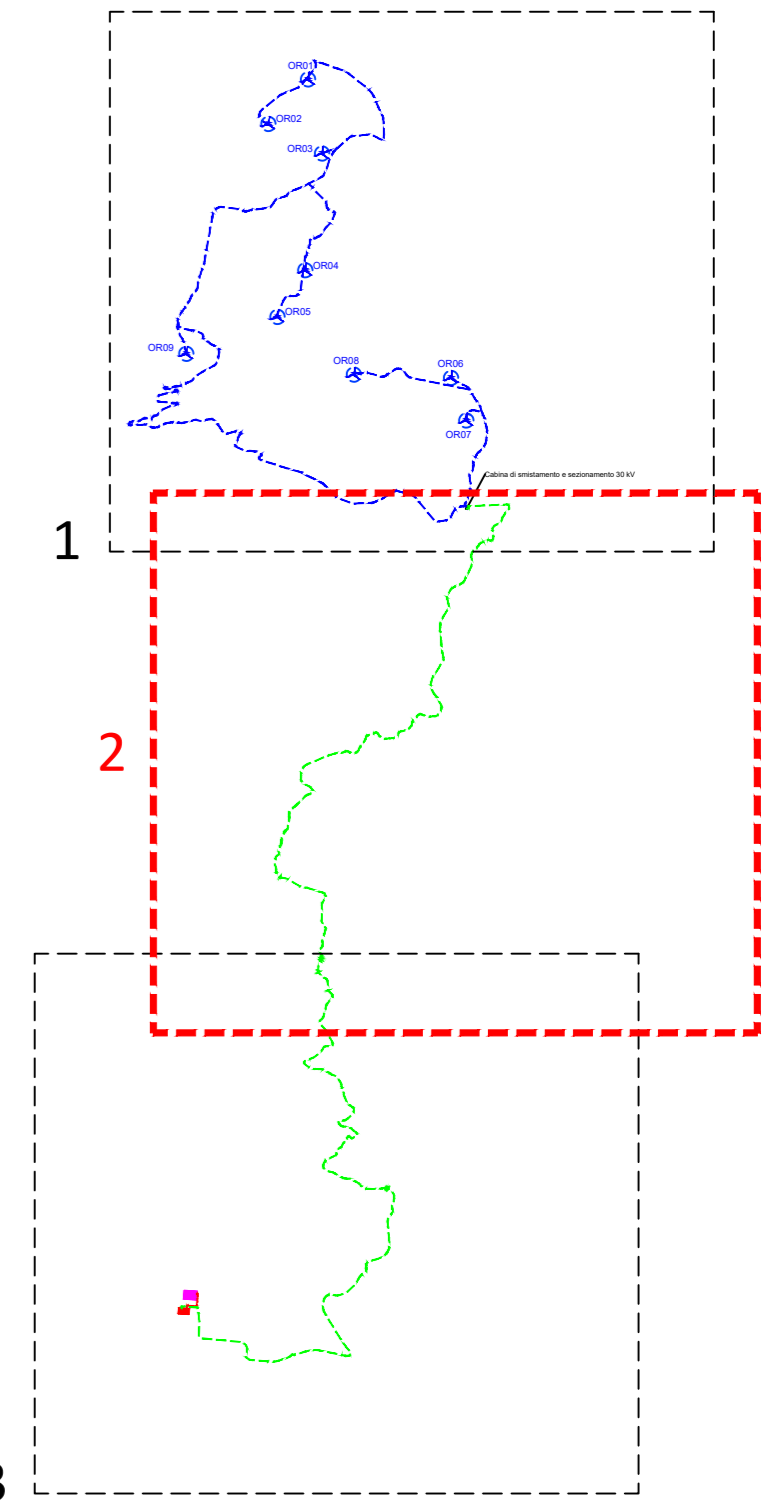 OR01
OR02
OR03
OR04
OR05
OR09
OR08
OR06
OR07
Cabina di smistamento e sezionamento 30 kV
1
2
3